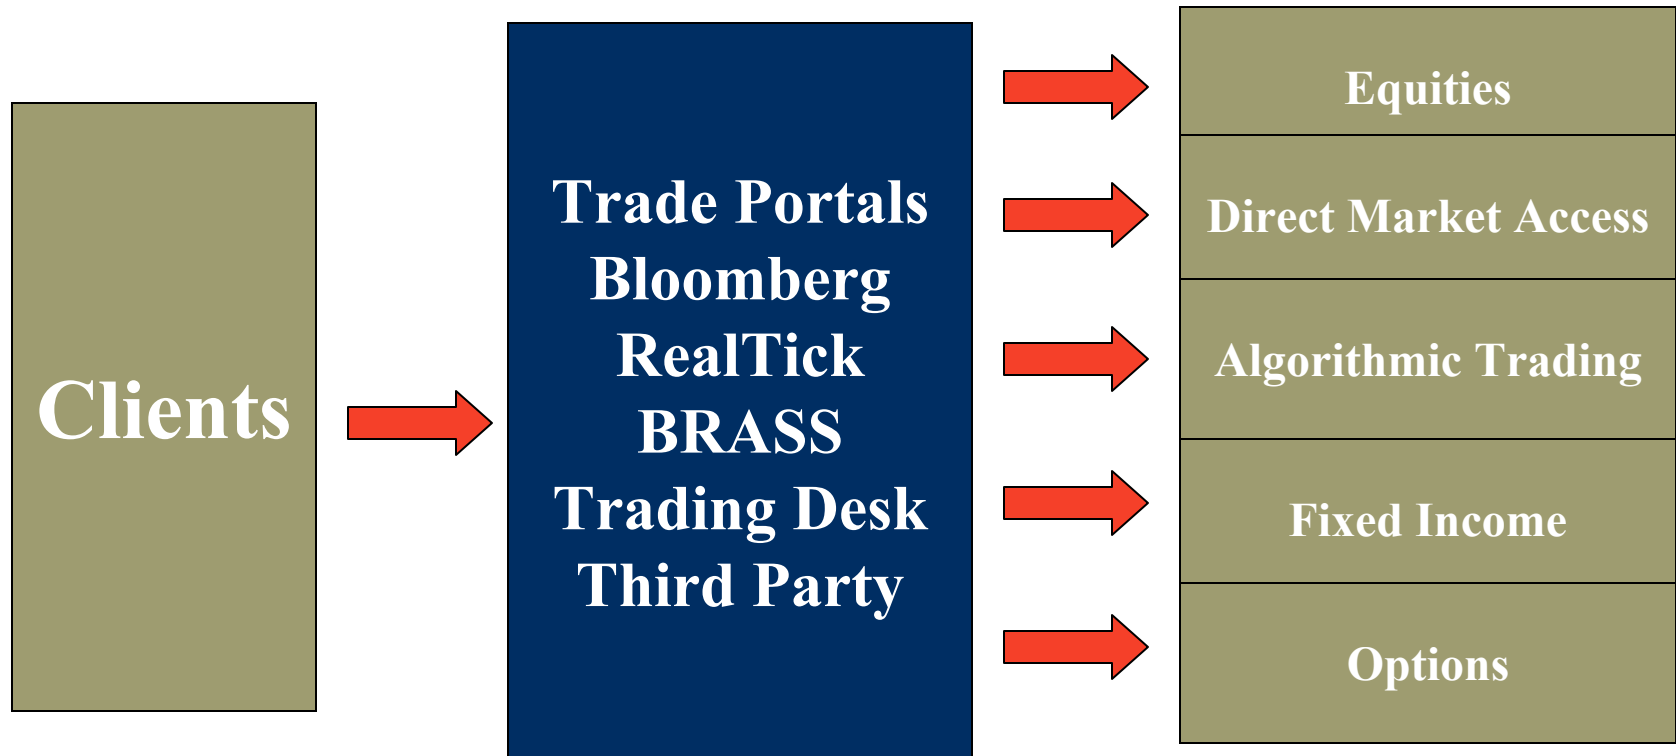 Clients
Trade Portals
Bloomberg
RealTick
BRASS
Trading Desk
Third Party
Equities
Direct Market Access
Algorithmic Trading
Fixed Income
Options